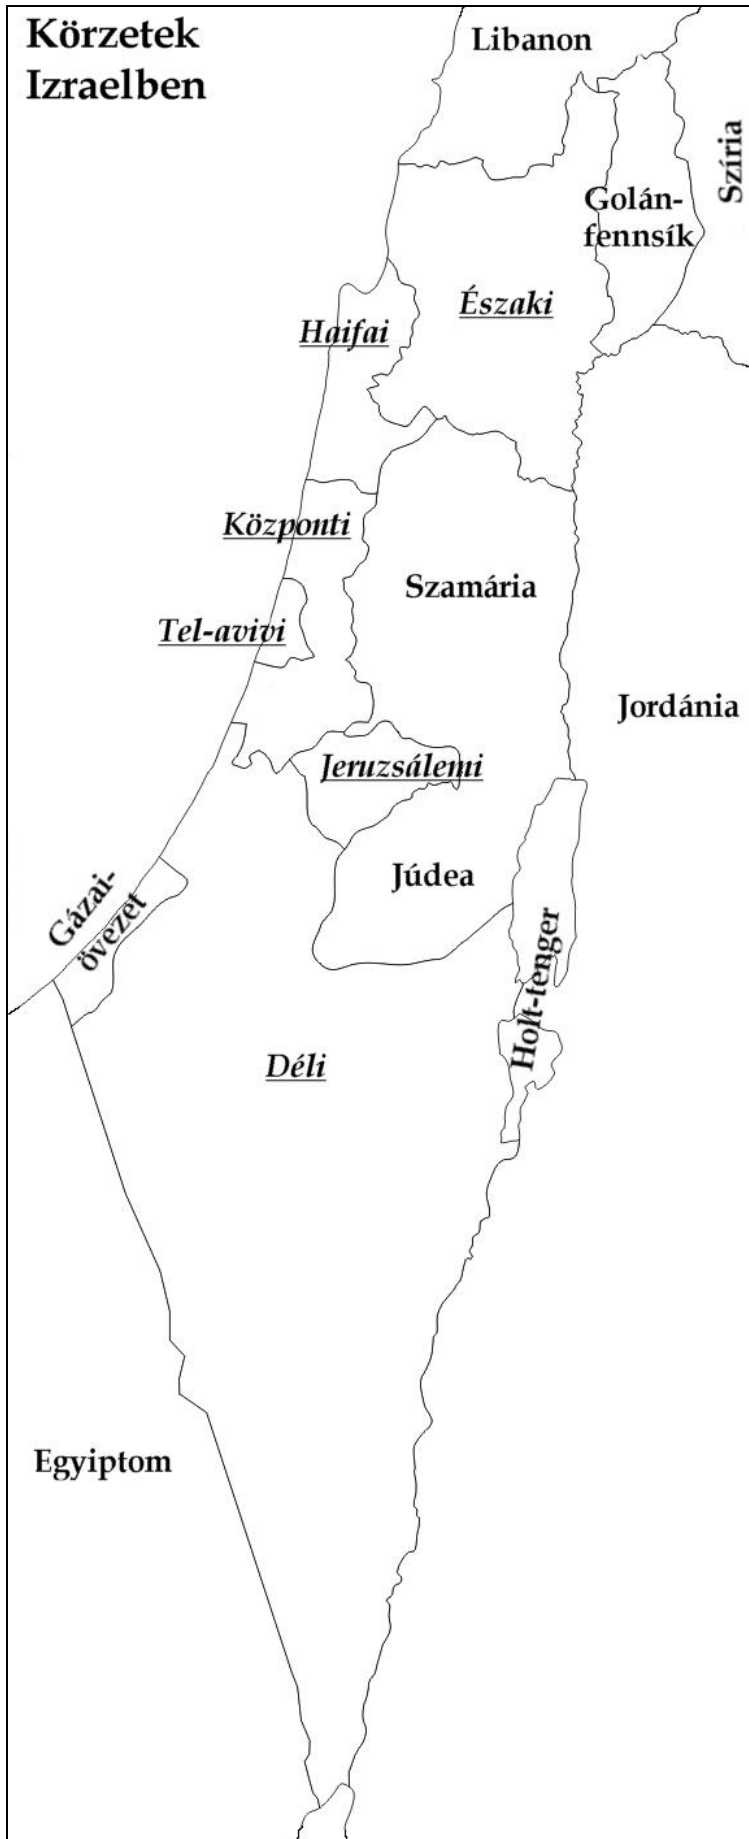 Körzetek
Izraelben
Libanon
Szíria
Golán-
fennsík
Északi
Haifai
Központi
Szamária
Tel-avivi
Jordánia
Jeruzsálemi
Júdea
Gázai-
övezet
Holt-tenger
Déli
Egyiptom